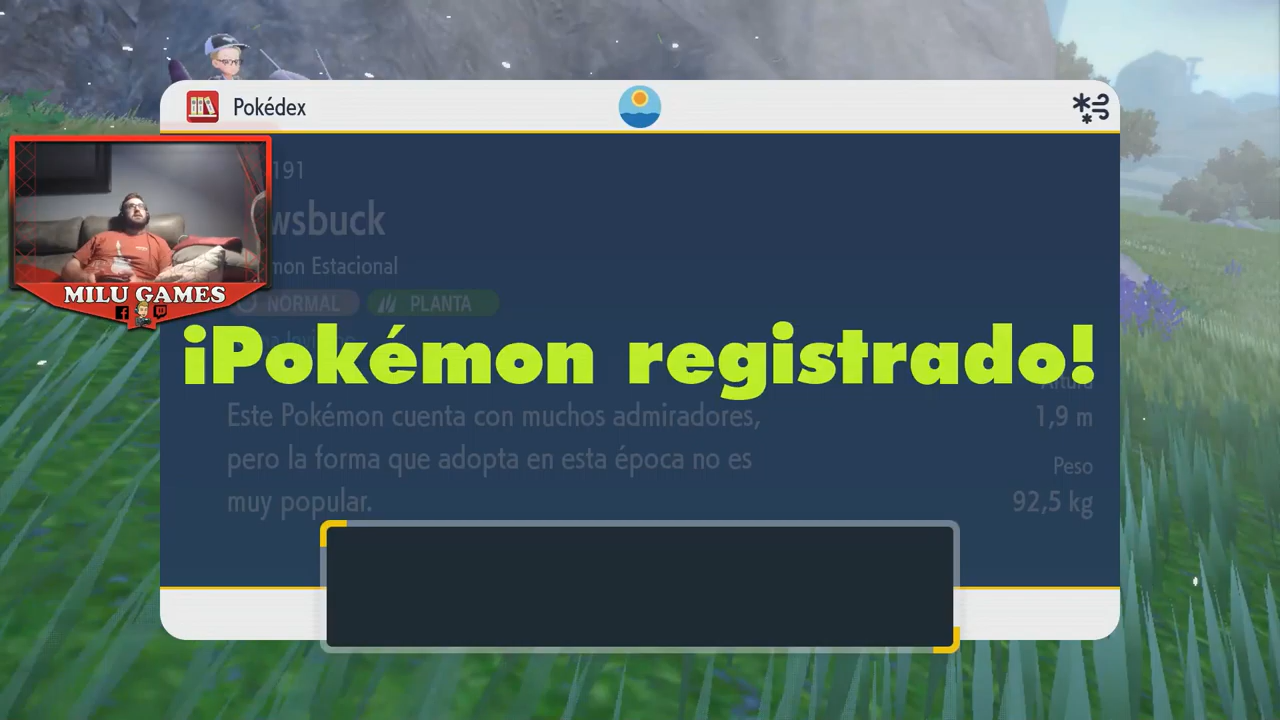 Pokédex
191
wsbuck
mon Estacional
NORMAL
PLANTA
MILU GAMES
¡Pokémon registrado!
Altura
Este Pokémon cuenta con muchos admiradores,
1,9 m
pero la forma que adopta en esta época no es
Peso
muy popular.
92,5 kg